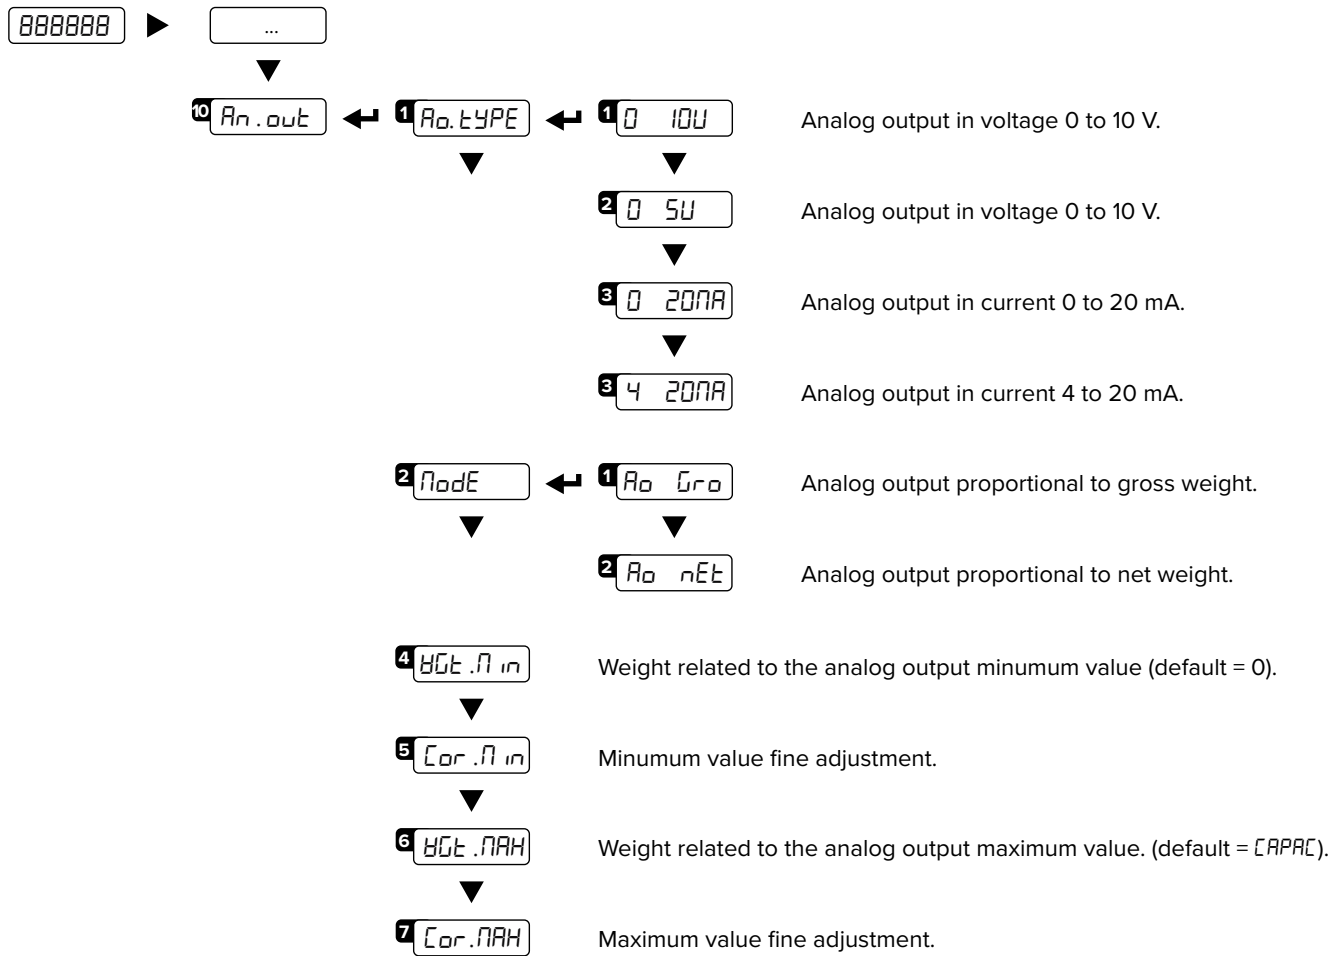 888888 ...
10 An.out 1 Ao.tYPE 1 0 10V Analog output in voltage 0 to 10 V.
2 0 5V Analog output in voltage 0 to 10 V.
3 0 20MA Analog output in current 0 to 20 mA.
3 4 20MA Analog output in current 4 to 20 mA.
2 ModE 1 Ao Gro Analog output proportional to gross weight.
2 Ao nEt Analog output proportional to net weight.
4 WGt.Min Weight related to the analog output minumum value (default = 0).
5 Cor.Min Minumum value fine adjustment.
6 WGt.MAX Weight related to the analog output maximum value. (default = CAPAC).
7 Cor.MAX Maximum value fine adjustment.